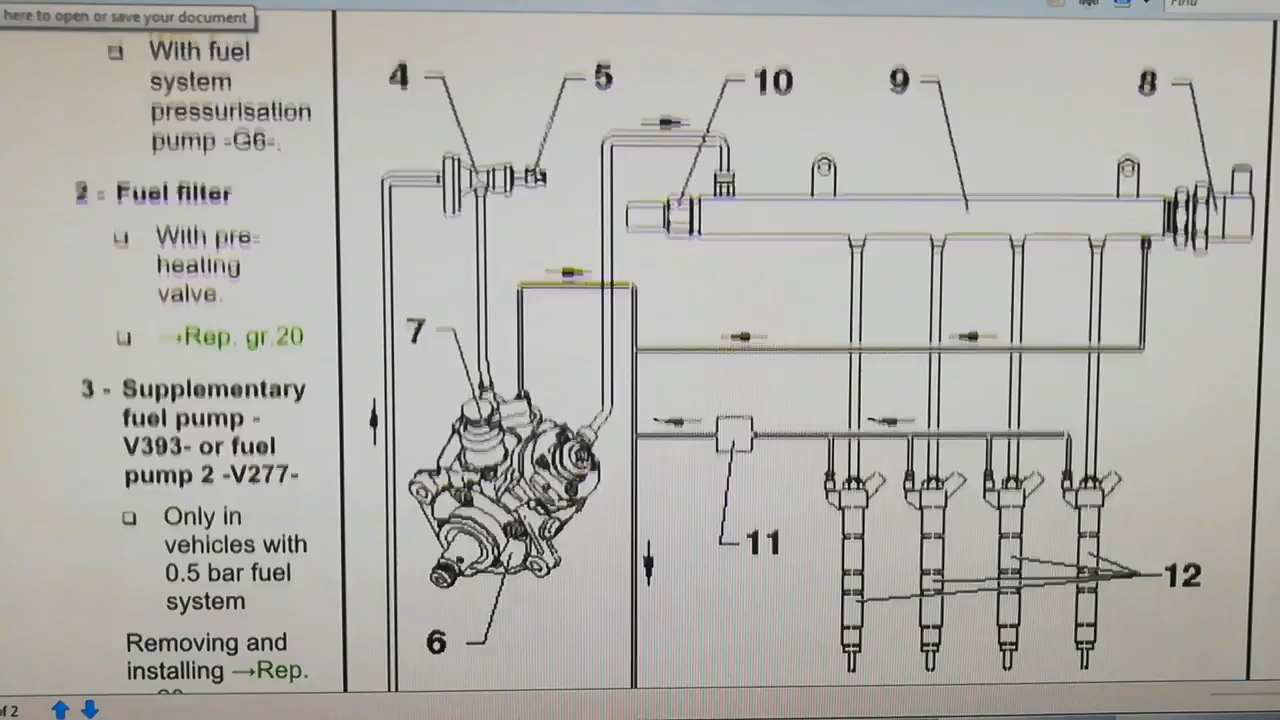 here to open or save your document
Find
With fuel
system
pressurisation
pump -G6-.
2 - Fuel filter
With pre-
heating
valve.
→Rep. gr.20
3 - Supplementary
fuel pump -
V393- or fuel
pump 2 -V277-
Only in
vehicles with
0.5 bar fuel
system
Removing and
installing →Rep.
of 2
4
5
10
9
8
7
11
12
6